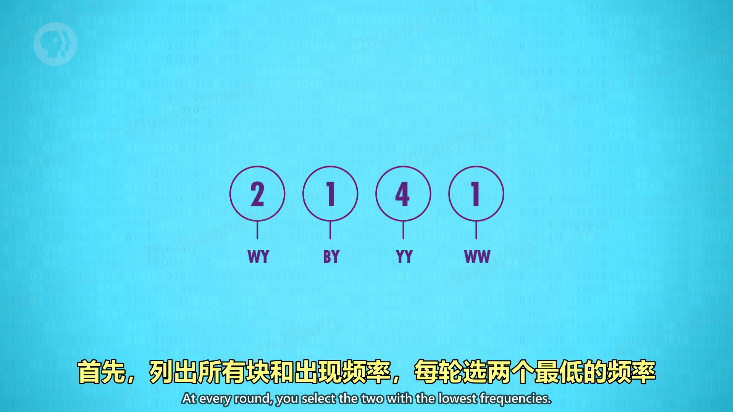 2 1 4 1
WY BY YY WW
首先，列出所有块和出现频率，每轮选两个最低的频率
At every round, you select the two with the lowest frequencies.